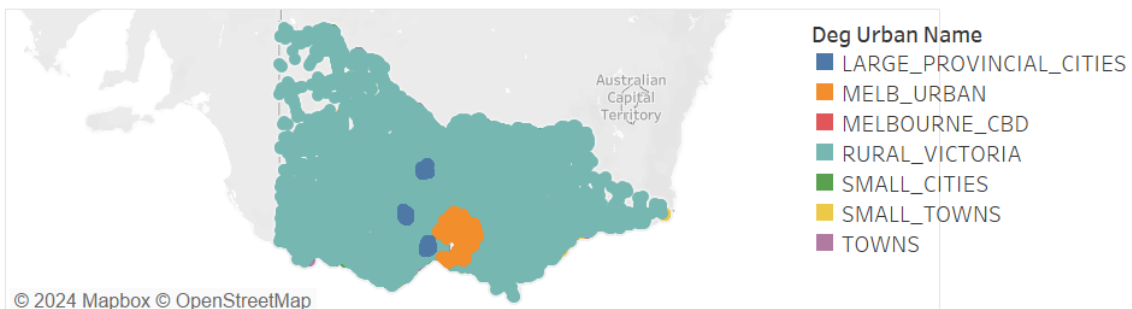 Deg Urban Name
LARGE_PROVINCIAL_CITIES
MELB_URBAN
MELBOURNE_CBD
RURAL_VICTORIA
SMALL_CITIES
SMALL_TOWNS
TOWNS
Australian
Capital
Territory
© 2024 Mapbox © OpenStreetMap